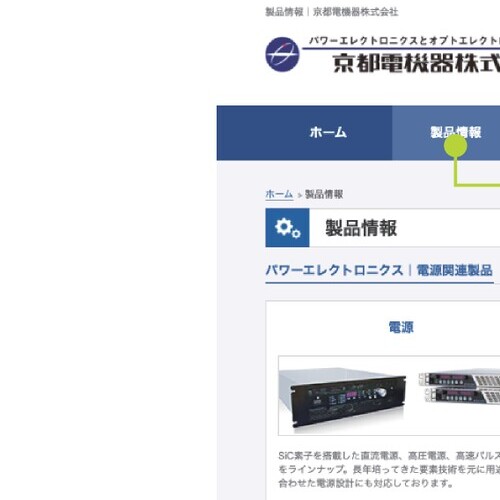 製品情報｜京都電機器株式会社
パワーエレクトロニクスとオプトエレクト
京都電機器株式
ホーム
製品情報
ホーム > 製品情報
製品情報
パワーエレクトロニクス｜電源関連製品
電源
SiC素子を搭載した直流電源、高圧電源、高速パルス
をラインナップ。長年培ってきた要素技術を元に用途
合わせた電源設計にも対応しております。